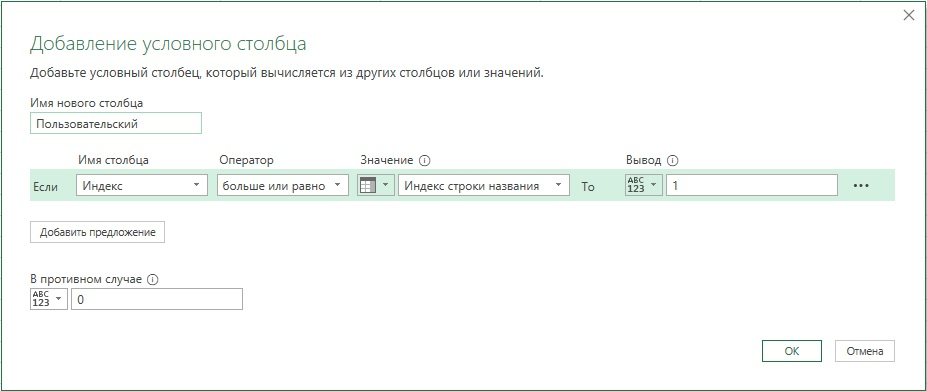 Добавление условного столбца
Добавьте условный столбец, который вычисляется из других столбцов или значений.
Имя нового столбца
Пользовательский
Имя столбца Оператор Значение Вывод
Если Индекс больше или равно Индекс строки названия То ABC 123 1 ...
Добавить предложение
В противном случае
ABC 123 0
ОК Отмена